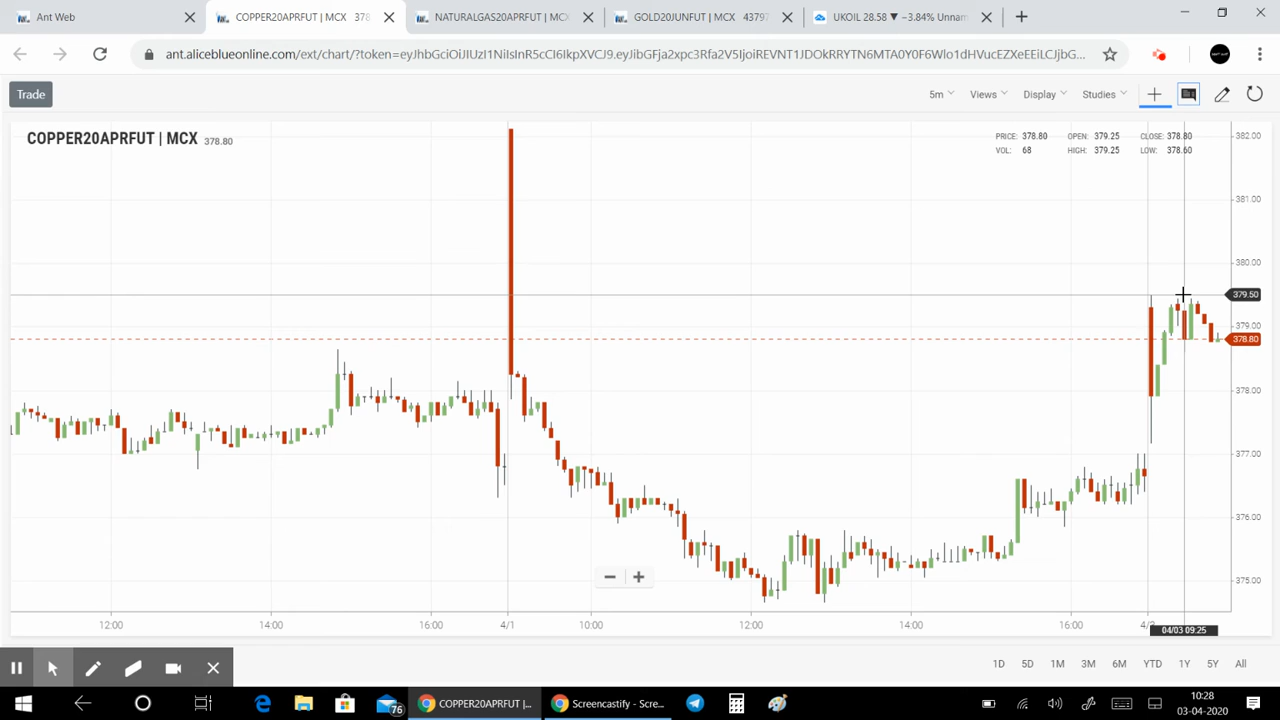 Ant Web
COPPER20APRFUT | MCX 378
NATURALGAS20APRFUT | MCX
GOLD20JUNFUT | MCX 43797
UKOIL 28.58 ▼ −3.84% Unnam
Trade
5m
Views
Display
Studies
COPPER20APRFUT | MCX 378.80
PRICE: 378.80 OPEN: 379.25 CLOSE: 378.80
VOL: 68 HIGH: 379.25 LOW: 378.60
382.00
381.00
380.00
379.50
379.00
378.80
378.00
377.00
376.00
375.00
12:00 14:00 16:00 4/1 10:00 12:00 14:00 16:00
04/03 09:25
1D 5D 1M 3M 6M YTD 1Y 5Y All
76
COPPER20APRFUT |...
Screencastify - Scre...
10:28
03-04-2020